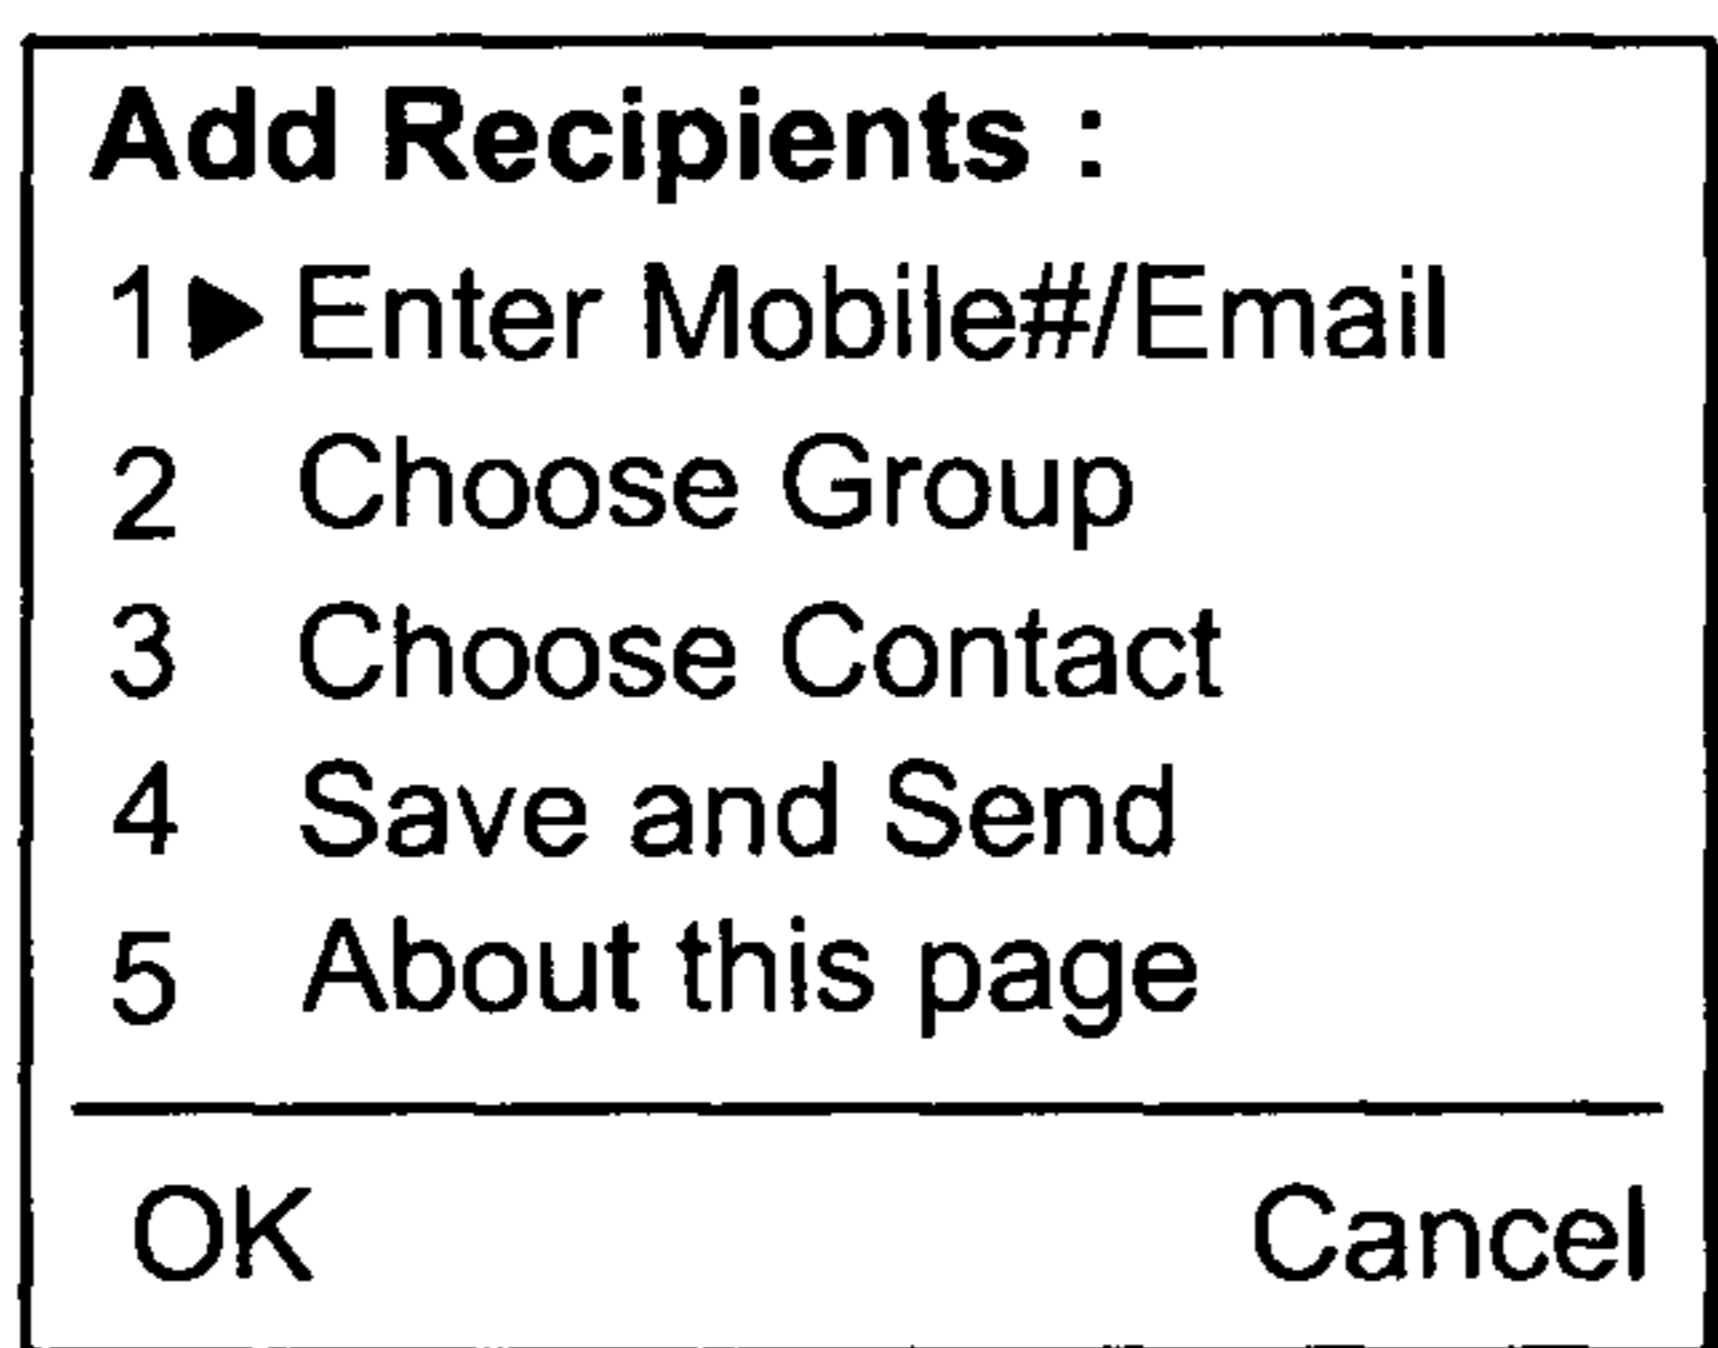 Add Recipients :
1▶ Enter Mobile#/Email
2 Choose Group
3 Choose Contact
4 Save and Send
5 About this page
OK Cancel